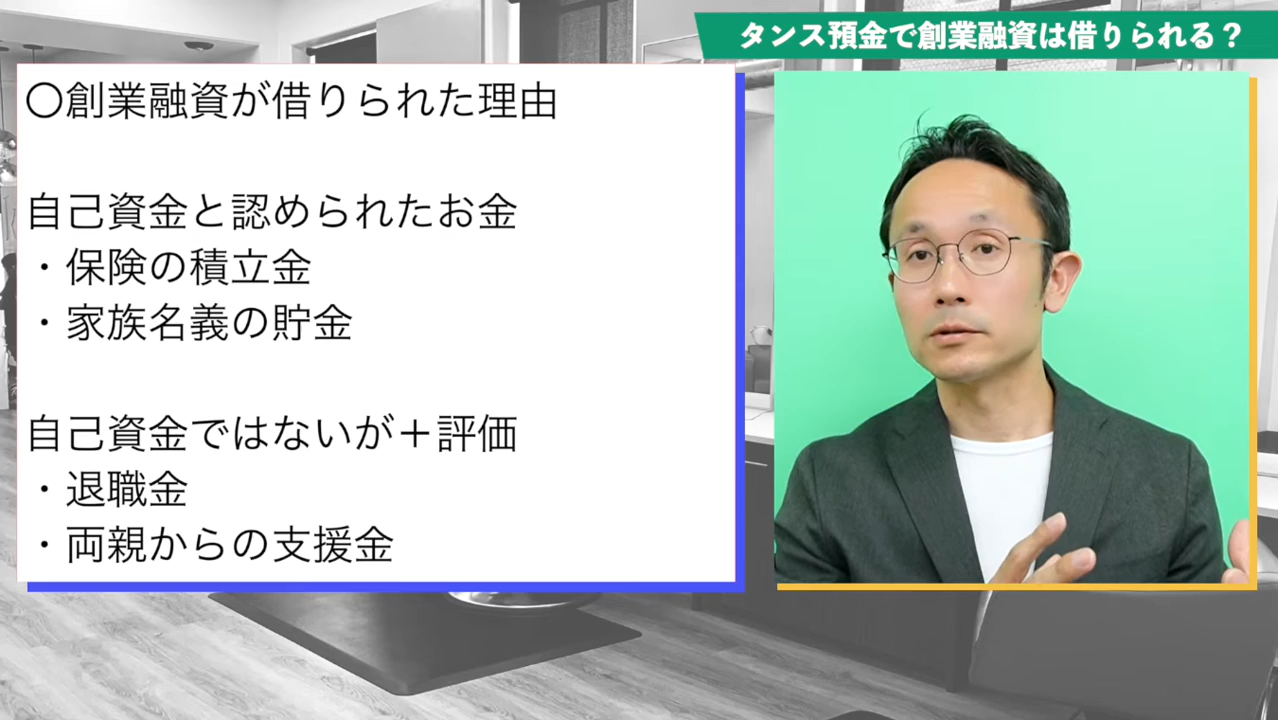 タンス預金で創業融資は借りられる？
〇創業融資が借りられた理由
自己資金と認められたお金
・保険の積立金
・家族名義の貯金
自己資金ではないが＋評価
・退職金
・両親からの支援金